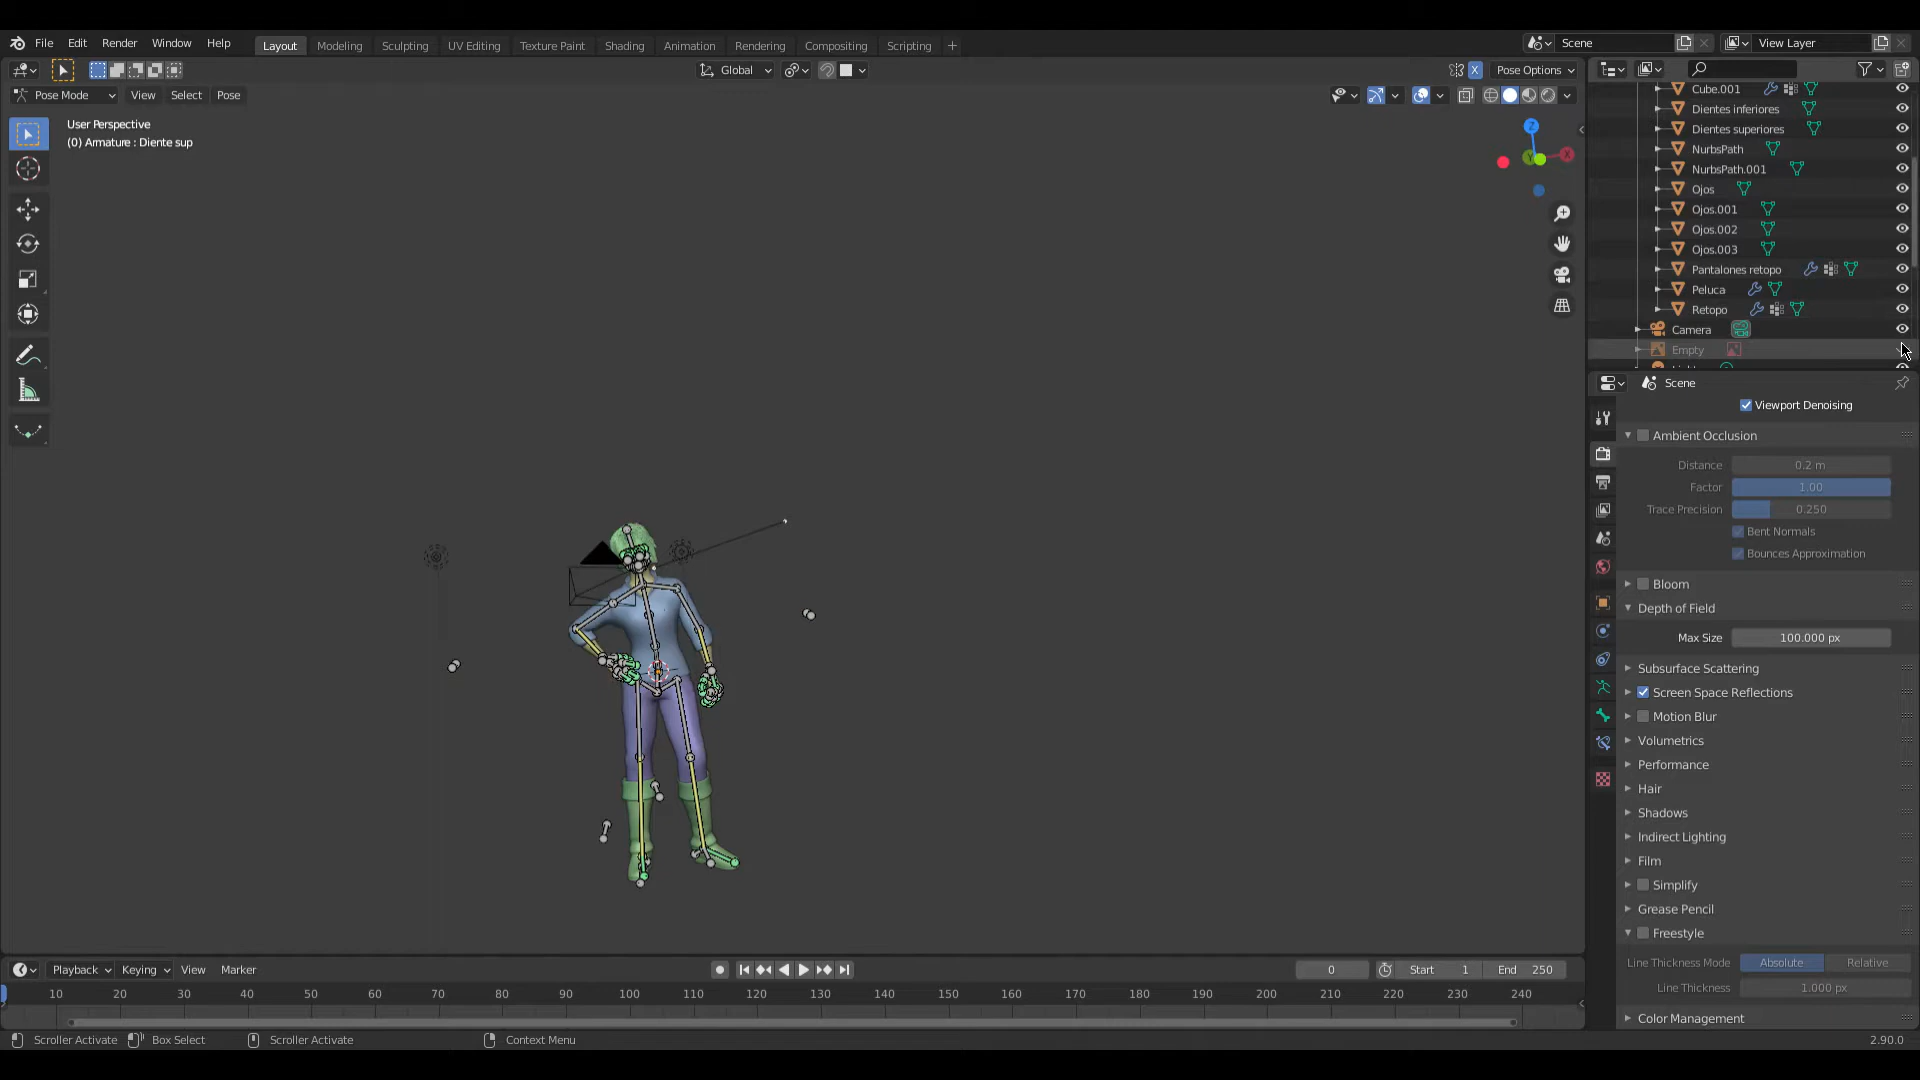 File Edit Render Window Help Layout Modeling Sculpting UV Editing Texture Paint Shading Animation Rendering Compositing Scripting + Scene View Layer
Global Pose Options
Pose Mode View Select Pose
User Perspective
(0) Armature : Diente sup
Z
Cube.001
Dientes inferiores
Dientes superiores
NurbsPath
NurbsPath.001
Ojos
Ojos.001
Ojos.002
Ojos.003
Pantalones retopo
Peluca
Retopo
Camera
Empty
Scene
Viewport Denoising
Ambient Occlusion
Distance 0.2 m
Factor 1.00
Trace Precision 0.250
Bent Normals
Bounces Approximation
Bloom
Depth of Field
Max Size 100.000 px
Subsurface Scattering
Screen Space Reflections
Motion Blur
Volumetrics
Performance
Hair
Shadows
Indirect Lighting
Film
Simplify
Grease Pencil
Freestyle
Line Thickness Mode Absolute Relative
Line Thickness 1.000 px
Color Management
Playback Keying View Marker 0 Start 1 End 250
10 20 30 40 50 60 70 80 90 100 110 120 130 140 150 160 170 180 190 200 210 220 230 240
Scroller Activate Box Select Scroller Activate Context Menu 2.90.0